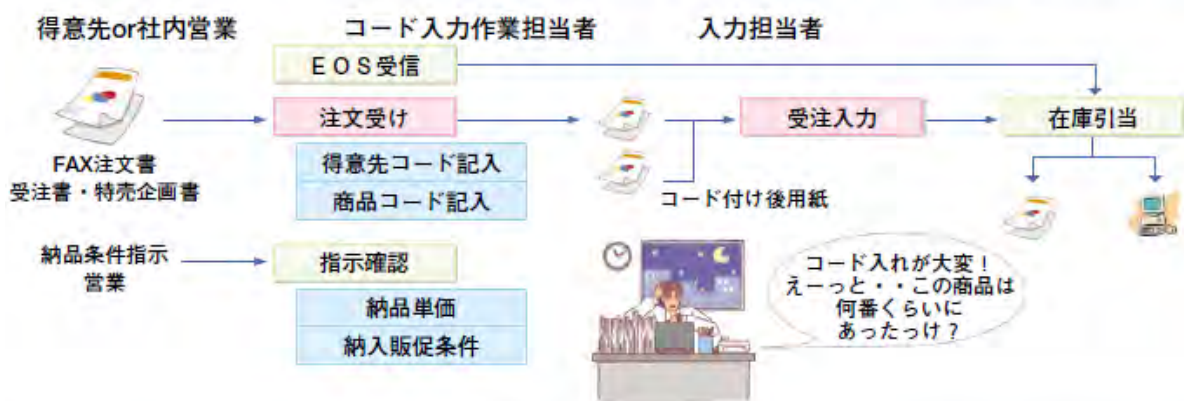 得意先or社内営業
コード入力作業担当者
入力担当者
ＥＯＳ受信
注文受け
受注入力
在庫引当
得意先コード記入
商品コード記入
FAX注文書
受注書・特売企画書
コード付け後用紙
納品条件指示
営業
指示確認
納品単価
納入販促条件
コード入れが大変！
えーっと・・この商品は
何番くらいに
あったっけ？